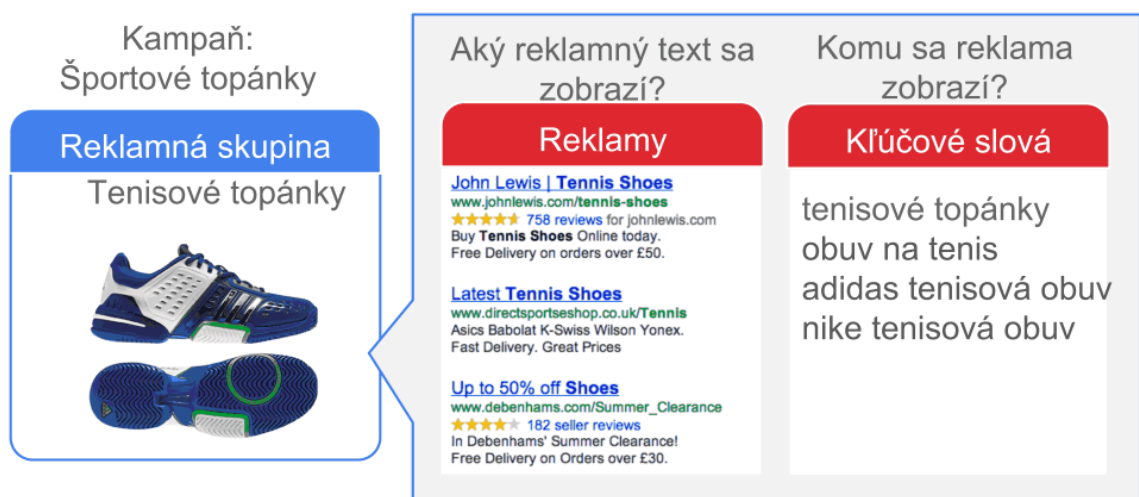 Kampaň:
Športové topánky
Reklamná skupina
Tenisové topánky
Aký reklamný text sa
zobrazí?
Reklamy
John Lewis | Tennis Shoes
www.johnlewis.com/tennis-shoes
758 reviews for johnlewis.com
Buy Tennis Shoes Online today.
Free Delivery on orders over £50.
Latest Tennis Shoes
www.directsportseshop.co.uk/Tennis
Asics Babolat K-Swiss Wilson Yonex.
Fast Delivery. Great Prices
Up to 50% off Shoes
www.debenhams.com/Summer_Clearance
182 seller reviews
In Debenhams' Summer Clearance!
Free Delivery on Orders over £30.
Komu sa reklama
zobrazí?
Kľúčové slová
tenisové topánky
obuv na tenis
adidas tenisová obuv
nike tenisová obuv